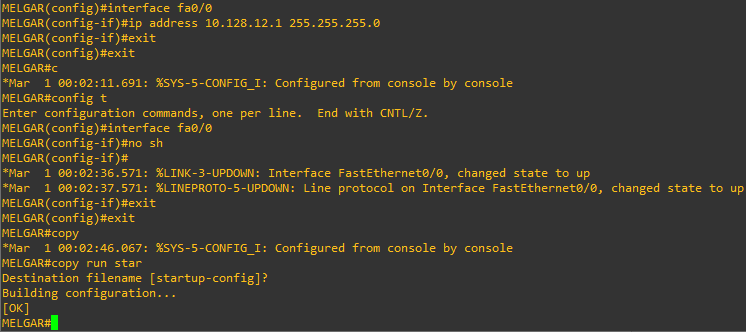 MELGAR(config)#interface fa0/0
MELGAR(config-if)#ip address 10.128.12.1 255.255.255.0
MELGAR(config-if)#exit
MELGAR(config)#exit
MELGAR#c
*Mar  1 00:02:11.691: %SYS-5-CONFIG_I: Configured from console by console
MELGAR#config t
Enter configuration commands, one per line.  End with CNTL/Z.
MELGAR(config)#interface fa0/0
MELGAR(config-if)#no sh
MELGAR(config-if)#
*Mar  1 00:02:36.571: %LINK-3-UPDOWN: Interface FastEthernet0/0, changed state to up
*Mar  1 00:02:37.571: %LINEPROTO-5-UPDOWN: Line protocol on Interface FastEthernet0/0, changed state to up
MELGAR(config-if)#exit
MELGAR(config)#exit
MELGAR#copy
*Mar  1 00:02:46.067: %SYS-5-CONFIG_I: Configured from console by console
MELGAR#copy run star
Destination filename [startup-config]?
Building configuration...
[OK]
MELGAR#